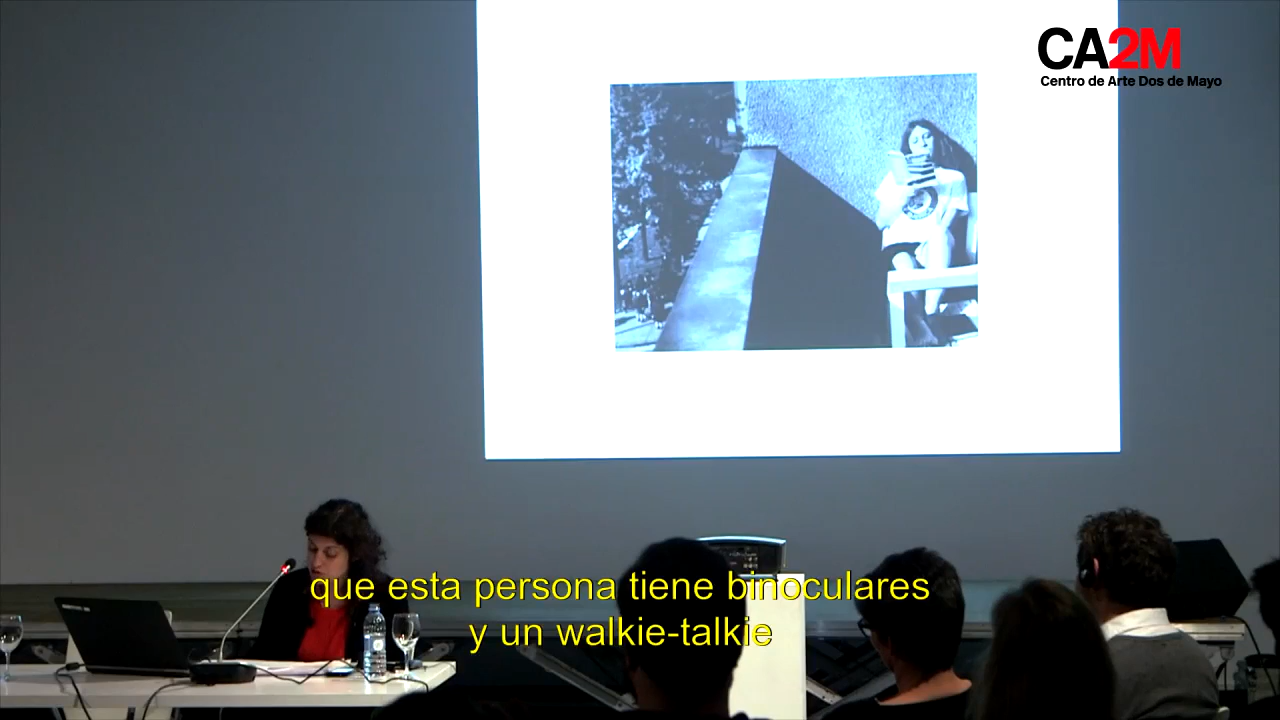 CA2M
Centro de Arte Dos de Mayo
que esta persona tiene binoculares
y un walkie-talkie